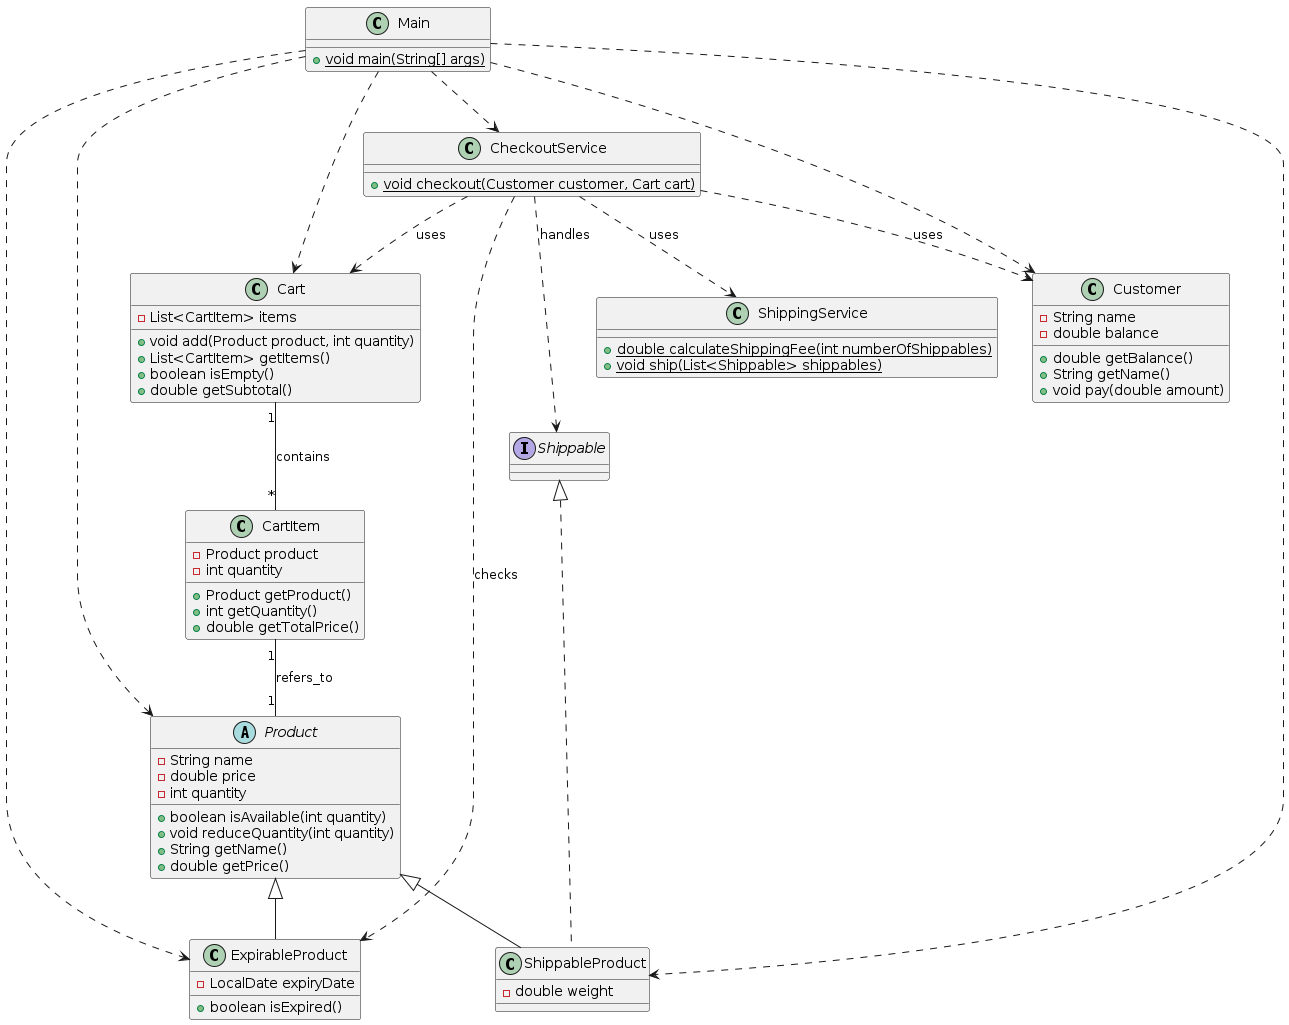 C Main
void main(String[] args)
C CheckoutService
void checkout(Customer customer, Cart cart)
uses
handles
uses
uses
C Cart
List<CartItem> items
void add(Product product, int quantity)
List<CartItem> getItems()
boolean isEmpty()
double getSubtotal()
C ShippingService
double calculateShippingFee(int numberOfShippables)
void ship(List<Shippable> shippables)
C Customer
String name
double balance
double getBalance()
String getName()
void pay(double amount)
1
contains
*
I Shippable
C CartItem
Product product
int quantity
Product getProduct()
int getQuantity()
double getTotalPrice()
checks
1
refers_to
1
A Product
String name
double price
int quantity
boolean isAvailable(int quantity)
void reduceQuantity(int quantity)
String getName()
double getPrice()
C ExpirableProduct
LocalDate expiryDate
boolean isExpired()
C ShippableProduct
double weight